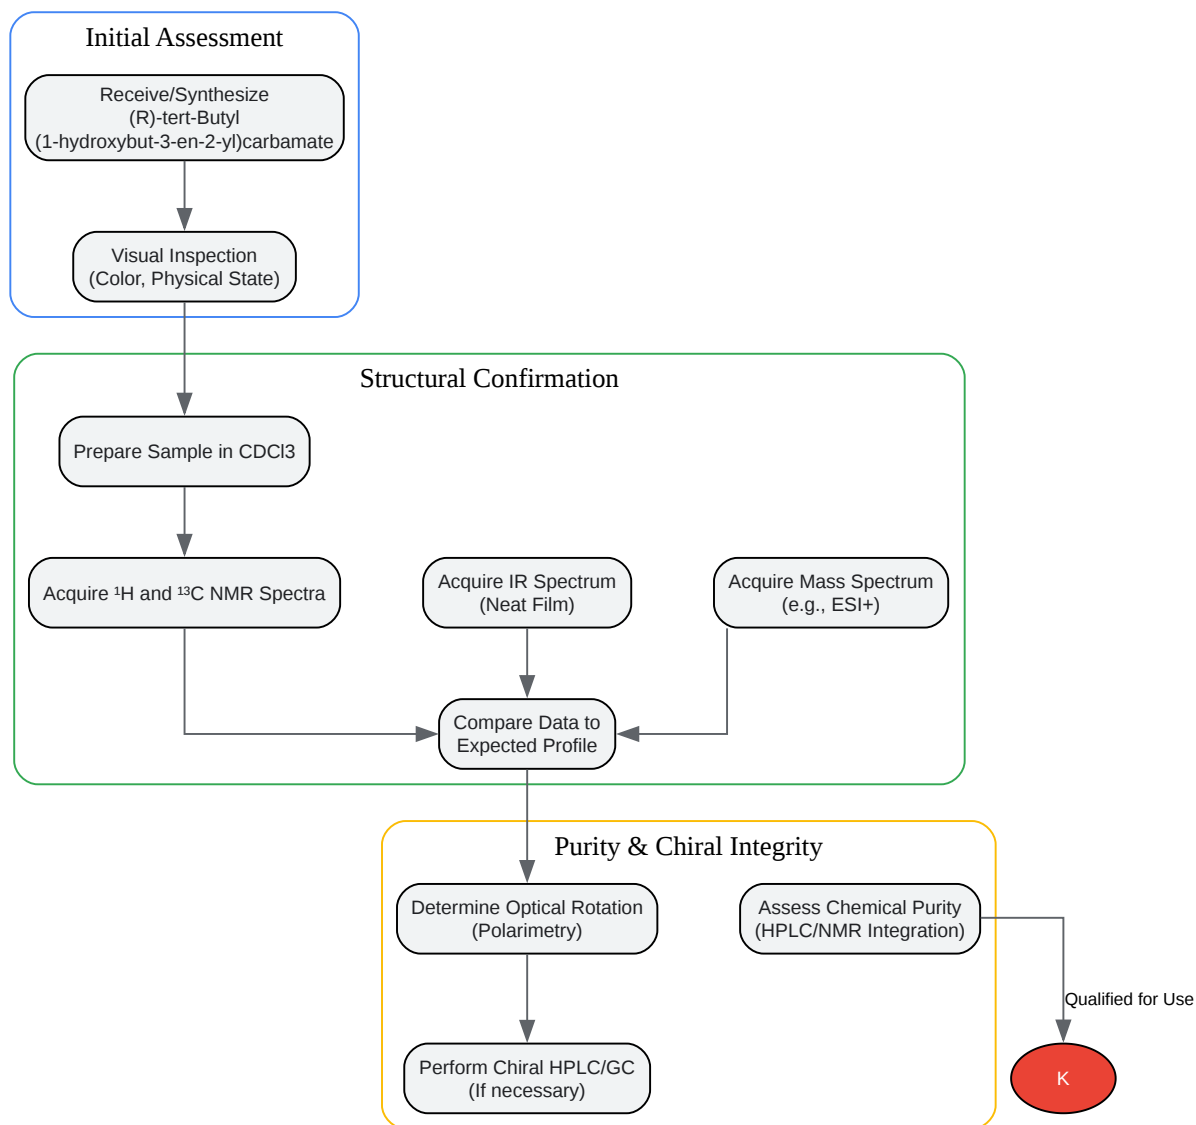 Initial Assessment
Receive/Synthesize
(R)-tert-Butyl
(1-hydroxybut-3-en-2-yl)carbamate
Visual Inspection
(Color, Physical State)
Structural Confirmation
Prepare Sample in CDCl3
Acquire ¹H and ¹³C NMR Spectra
Acquire IR Spectrum
(Neat Film)
Acquire Mass Spectrum
(e.g., ESI+)
Compare Data to
Expected Profile
Purity & Chiral Integrity
Determine Optical Rotation
(Polarimetry)
Assess Chemical Purity
(HPLC/NMR Integration)
Qualified for Use
Perform Chiral HPLC/GC
(If necessary)
K